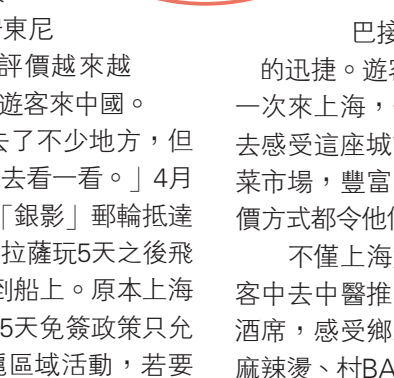 東尼
評價越來越
遊客來中國。
去了不少地方，但
去看一看。」4月
「銀影」郵輪抵達
拉薩玩5天之後飛
到船上。原本上海
5天免簽政策只允
區域活動，若要
巴接
的迅捷。遊客
一次來上海，
去感受這座城
菜市場，豐富
價方式都令他
不僅上海
客中去中醫推
酒席，感受鄉
麻辣燙、村BA